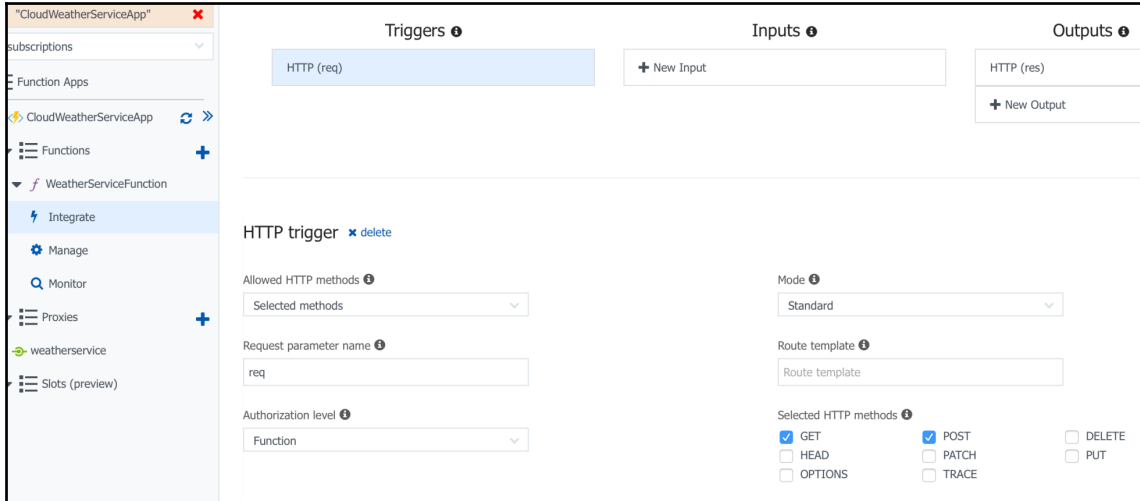 "CloudWeatherServiceApp"
subscriptions
Function Apps
CloudWeatherServiceApp
Functions
WeatherServiceFunction
Integrate
Manage
Monitor
Proxies
weatherservice
Slots (preview)
Triggers
HTTP (req)
Inputs
New Input
Outputs
HTTP (res)
New Output
HTTP trigger delete
Allowed HTTP methods
Selected methods
Request parameter name
req
Authorization level
Function
Mode
Standard
Route template
Route template
Selected HTTP methods
GET POST DELETE
HEAD PATCH PUT
OPTIONS TRACE